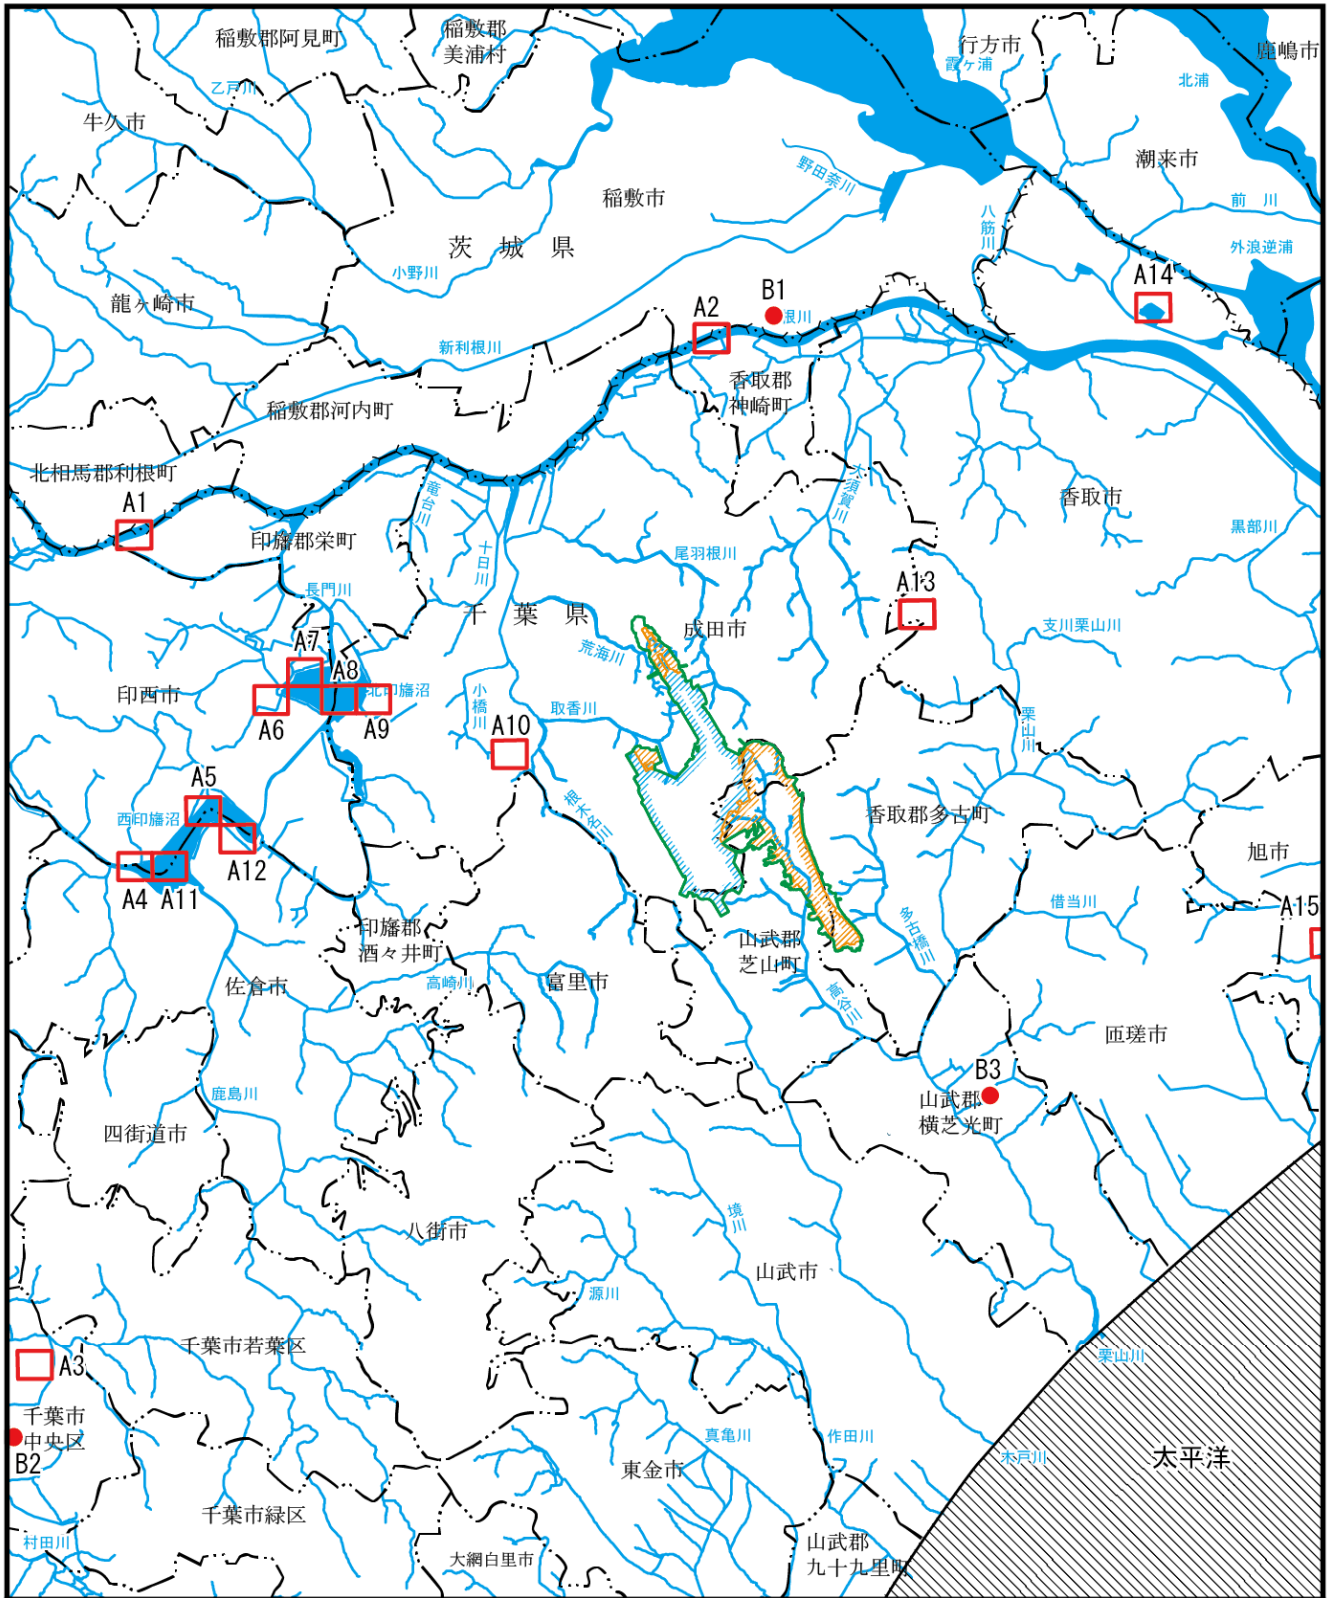 稲敷郡阿見町
稲敷郡
美浦村
行方市
霞ヶ浦
鹿嶋市
北浦
乙戸川
牛久市
野田奈川
潮来市
稲敷市
前 川
八筋川
茨 城 県
外浪逆浦
小野川
A14
龍ヶ崎市
B1
A2
根川
新利根川
香取郡
神崎町
稲敷郡河内町
北相馬郡利根町
大須賀川
竜台川
香取市
A1
黒部川
印旛郡栄町
十日川
尾羽根川
長門川
A13
千 葉 県
成田市
支川栗山川
荒海川
A7
A8
印西市
北印旛沼
小橋川
取香川
栗山川
A6
A9
A10
A5
根木名川
西印旛沼
香取郡多古町
A12
旭市
A4
A11
借当川
A15
多古橋川
印旛郡
酒々井町
山武郡
芝山町
佐倉市
高崎川
富里市
高谷川
匝瑳市
B3
鹿島川
山武郡
横芝光町
四街道市
境川
八街市
山武市
源川
千葉市若葉区
栗山川
A3
千葉市
中央区
B2
真亀川
作田川
木戸川
太平洋
東金市
千葉市緑区
村田川
大網白里市
山武郡
九十九里町